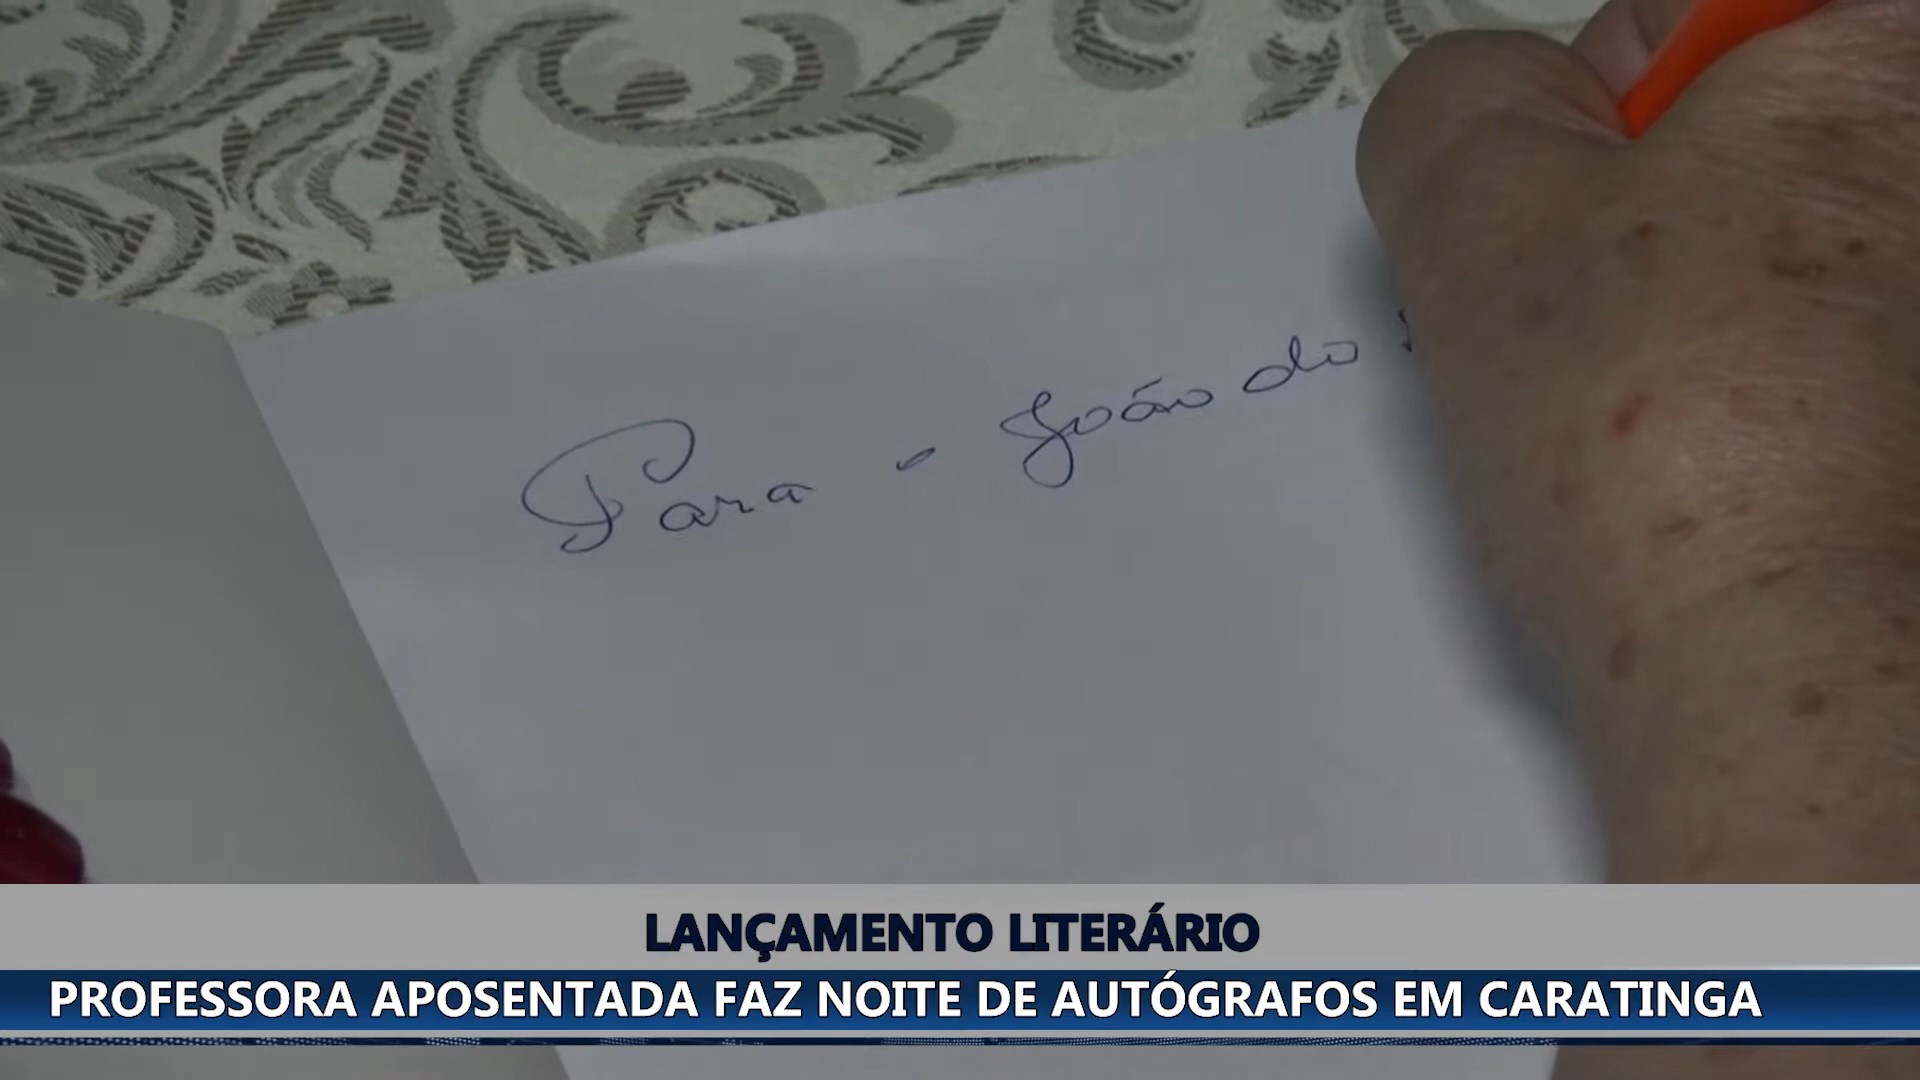 Para - João do
LANÇAMENTO LITERÁRIO
PROFESSORA APOSENTADA FAZ NOITE DE AUTÓGRAFOS EM CARATINGA